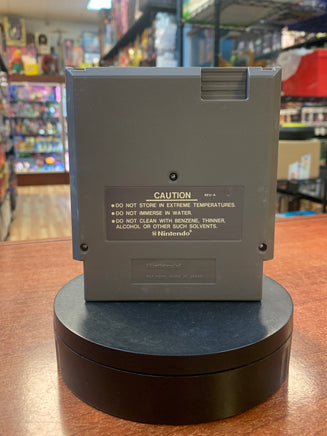 CAUTION REV-A
• DO NOT STORE IN EXTREME TEMPERATURES.
• DO NOT IMMERSE IN WATER.
• DO NOT CLEAN WITH BENZENE, THINNER,
ALCOHOL OR OTHER SUCH SOLVENTS.
Nintendo
Nintendo